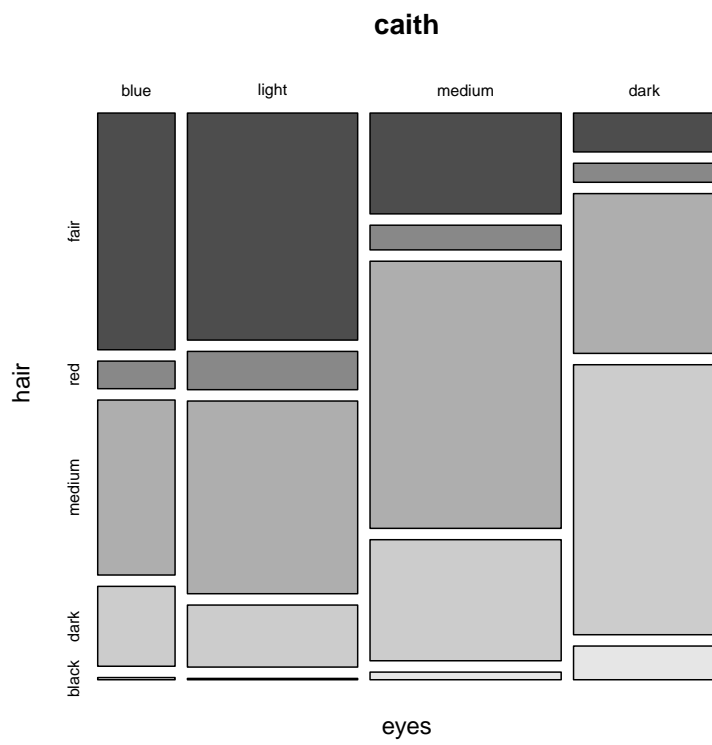 caith
blue light medium dark
fair
red
medium
dark
black
hair
eyes